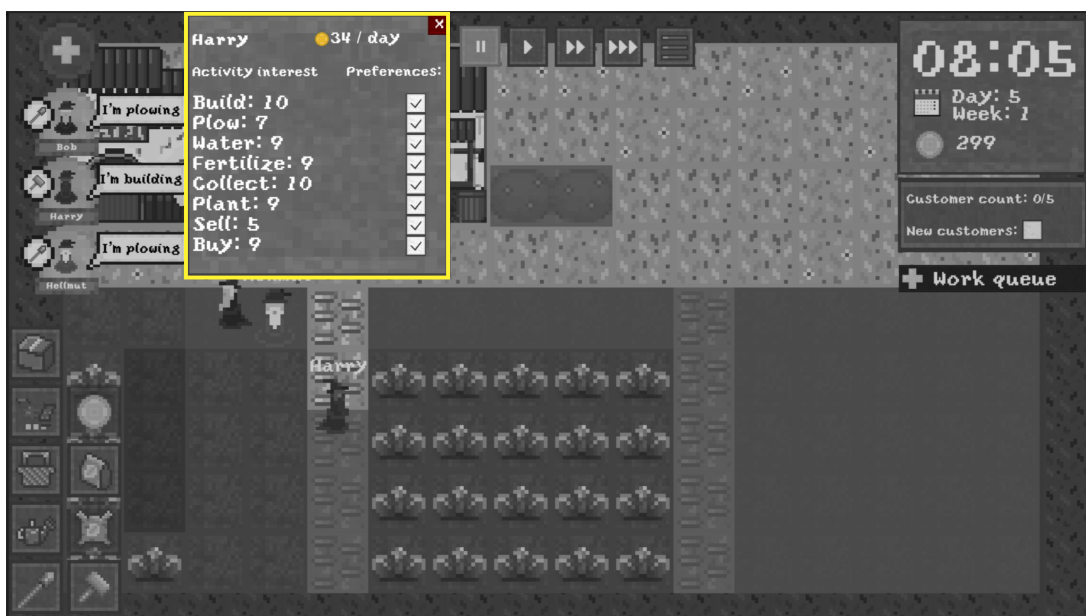 Harry 34 / day
Activity interest Preferences:
Build: 10
Plow: 7
Water: 9
Fertilize: 9
Collect: 10
Plant: 9
Sell: 5
Buy: 9
I'm plowing
Bob
I'm building
Harry
I'm plowing
Hellmut
Harry
08:05
Day: 5
Week: 1
299
Customer count: 0/5
New customers:
Work queue